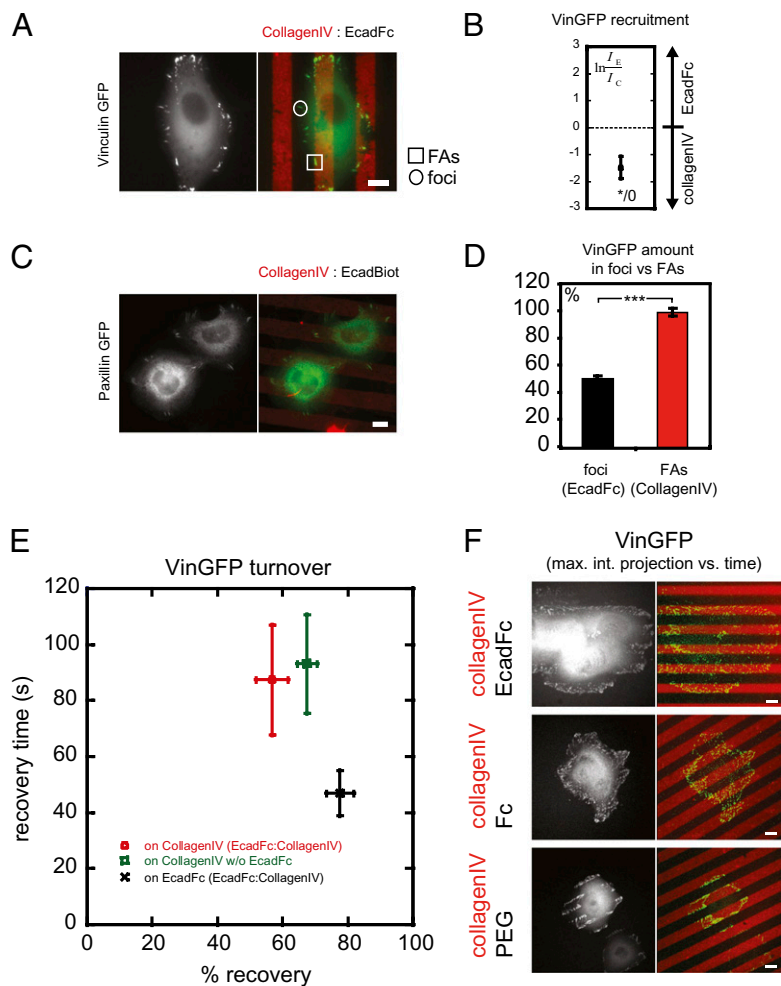 A
CollagenIV : EcadFc
Vinculin GFP
FAs
foci
B
VinGFP recruitment
3
2
1
0
-1
-2
-3
ln I_E/I_C
*/0
EcadFc
collagenIV
C
CollagenIV : EcadBiot
Paxillin GFP
D
VinGFP amount
in foci vs FAs
%
***
120
100
80
60
40
20
0
foci
(EcadFc)
FAs
(CollagenIV)
E
VinGFP turnover
recovery time (s)
120
100
80
60
40
20
0
on CollagenIV (EcadFc:CollagenIV)
on CollagenIV w/o EcadFc
on EcadFc (EcadFc:CollagenIV)
0 20 40 60 80 100
% recovery
F
VinGFP
(max. int. projection vs. time)
collagenIV
EcadFc
collagenIV
Fc
collagenIV
PEG